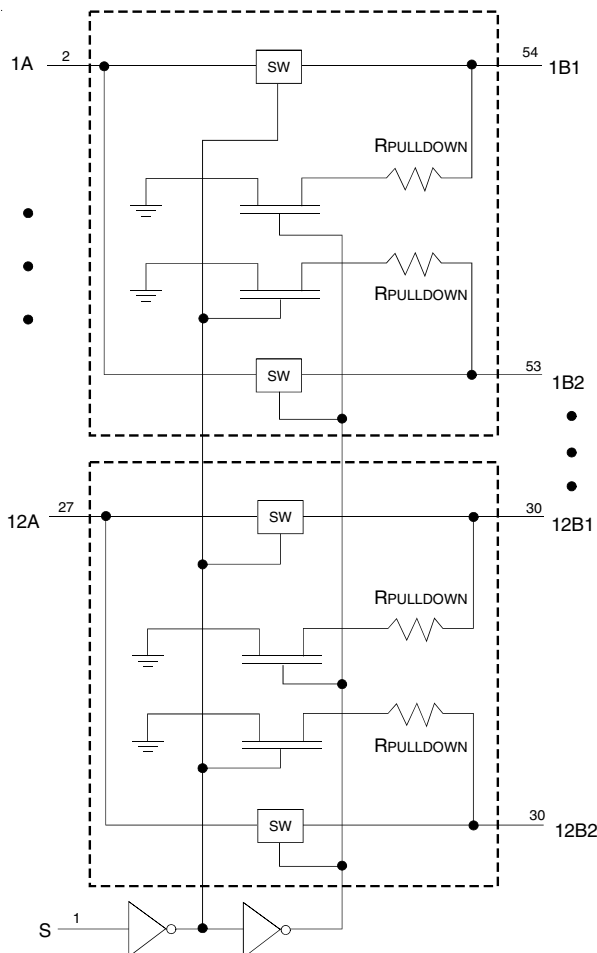 1A 2 SW 54 1B1
RPULLDOWN
RPULLDOWN
SW 53 1B2
12A 27 SW 30 12B1
RPULLDOWN
RPULLDOWN
SW 30 12B2
S 1